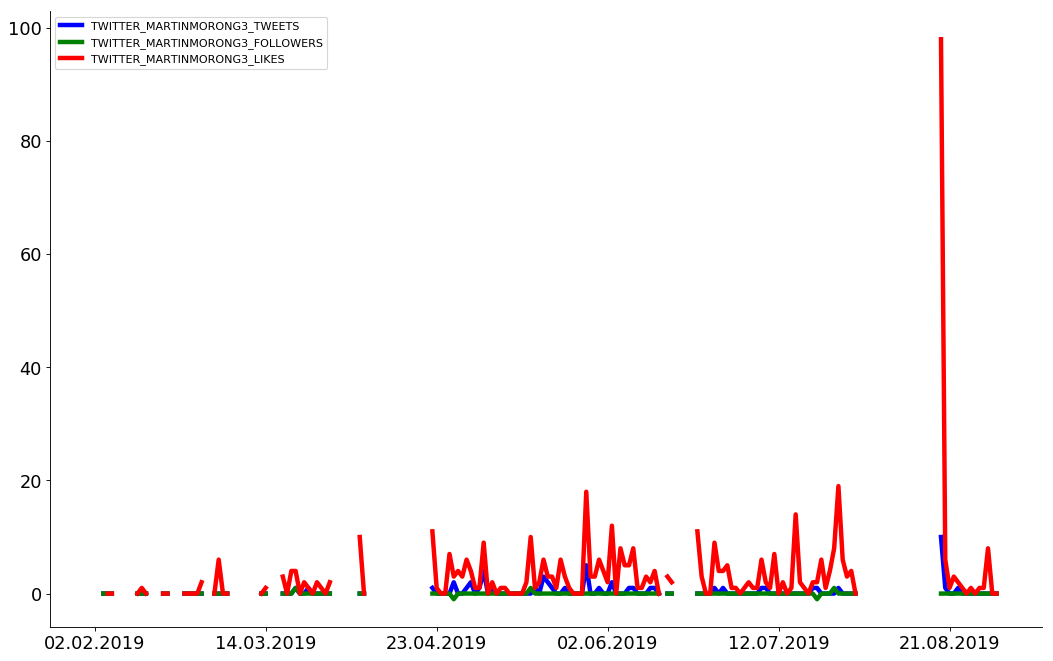 TWITTER_MARTINMORONG3_TWEETS
TWITTER_MARTINMORONG3_FOLLOWERS
TWITTER_MARTINMORONG3_LIKES
100
80
60
40
20
0
02.02.2019 14.03.2019 23.04.2019 02.06.2019 12.07.2019 21.08.2019